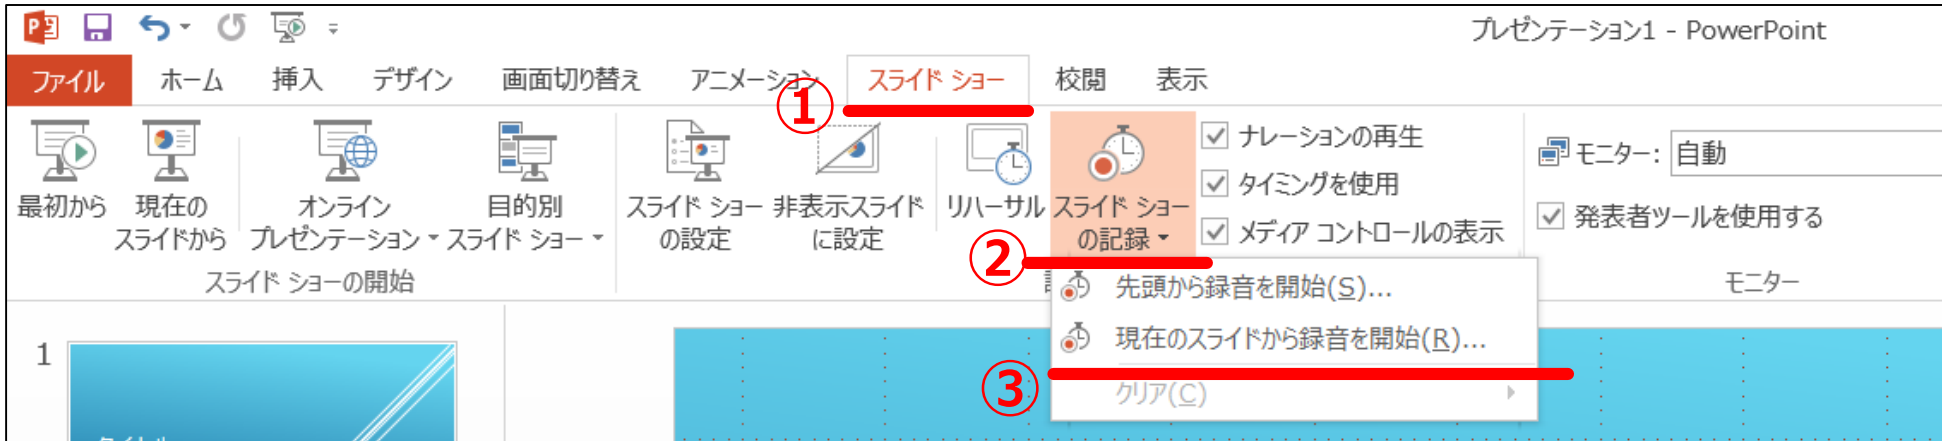 プレゼンテーション1 - PowerPoint
ファイル ホーム 挿入 デザイン 画面切り替え アニメーション スライド ショー 校閲 表示
①
最初から
現在の
スライドから
オンライン
プレゼンテーション
目的別
スライド ショー
スライド ショー
の設定
非表示スライド
に設定
リハーサル
スライド ショー
の記録
ナレーションの再生
タイミングを使用
メディア コントロールの表示
モニター: 自動
発表者ツールを使用する
②
スライド ショーの開始
モニター
先頭から録音を開始(S)...
現在のスライドから録音を開始(R)...
③
クリア(C)
1